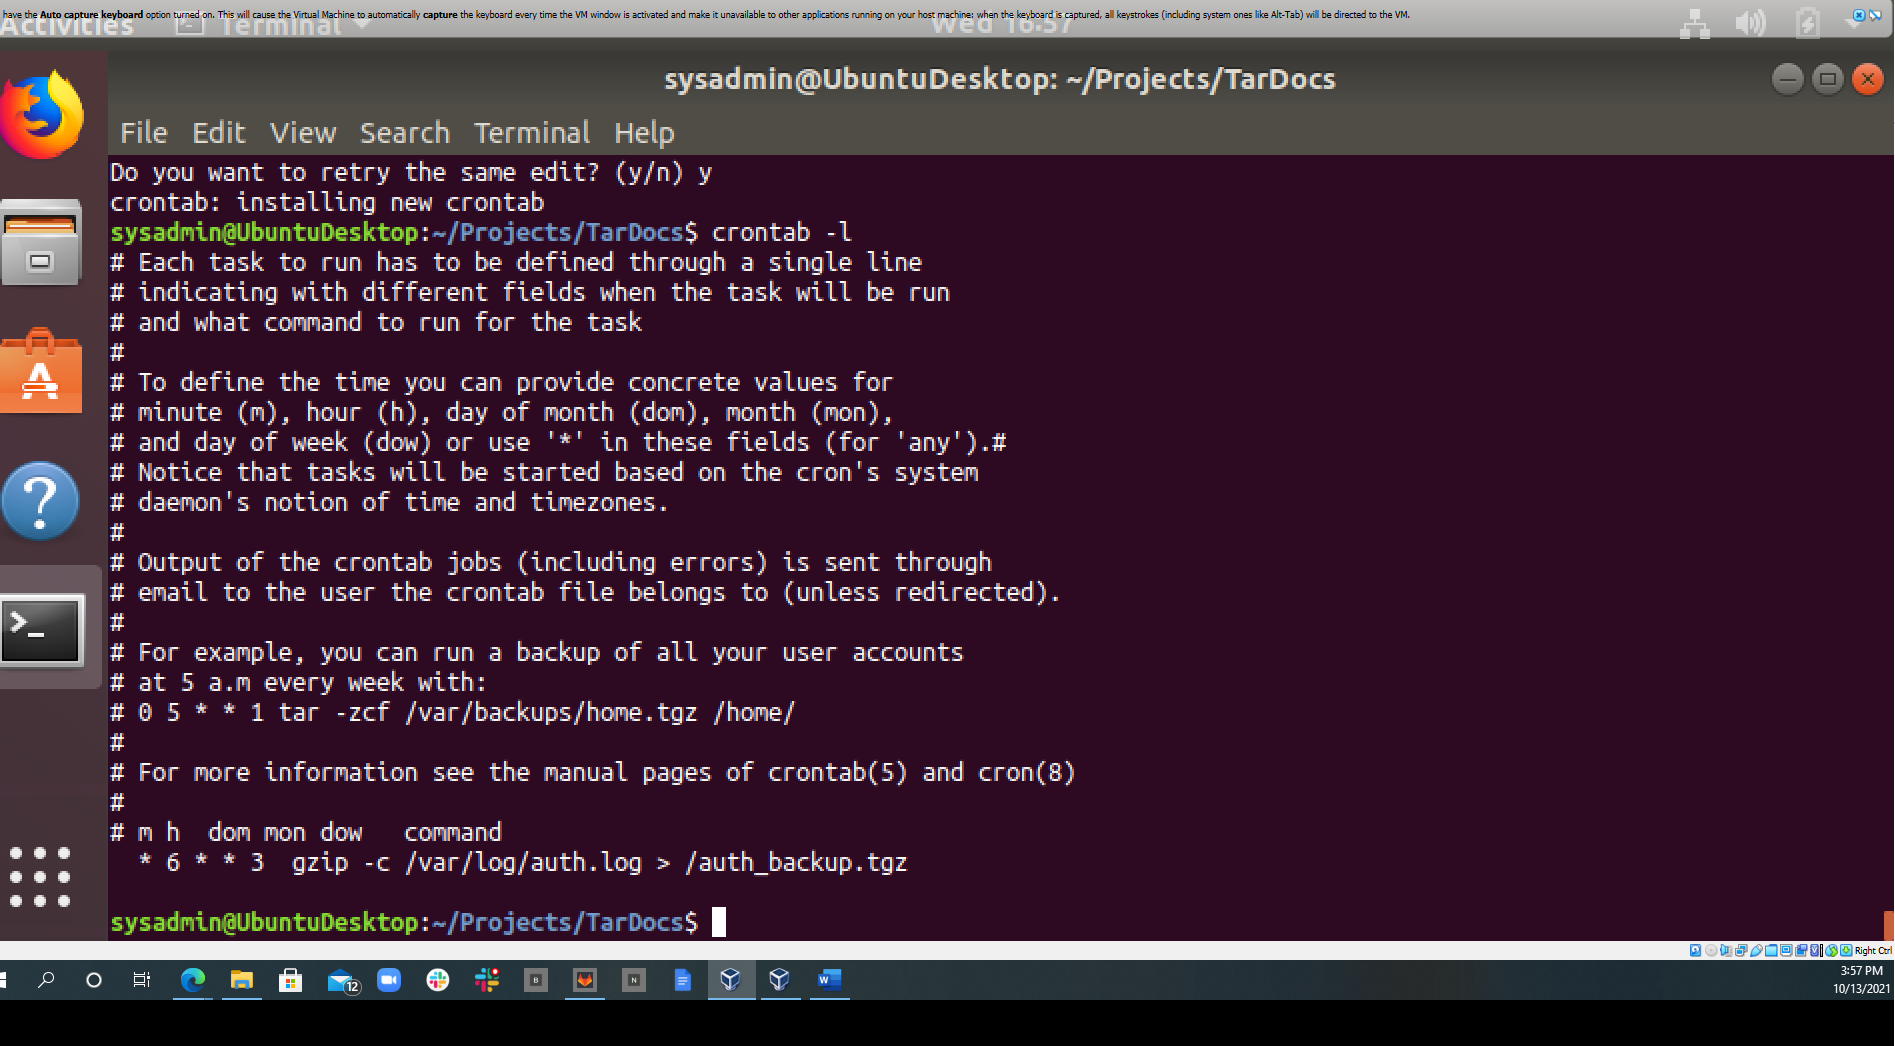 have the Auto capture keyboard option turned on. This will cause the Virtual Machine to automatically capture the keyboard every time the VM window is activated and make it unavailable to other applications running on your host machine: when the keyboard is captured, all keystrokes (including system ones like Alt-Tab) will be directed to the VM.
Activities Terminal Wed 16:57
sysadmin@UbuntuDesktop: ~/Projects/TarDocs
File Edit View Search Terminal Help
Do you want to retry the same edit? (y/n) y
crontab: installing new crontab
sysadmin@UbuntuDesktop:~/Projects/TarDocs$ crontab -l
# Each task to run has to be defined through a single line
# indicating with different fields when the task will be run
# and what command to run for the task
#
# To define the time you can provide concrete values for
# minute (m), hour (h), day of month (dom), month (mon),
# and day of week (dow) or use '*' in these fields (for 'any').#
# Notice that tasks will be started based on the cron's system
# daemon's notion of time and timezones.
#
# Output of the crontab jobs (including errors) is sent through
# email to the user the crontab file belongs to (unless redirected).
#
# For example, you can run a backup of all your user accounts
# at 5 a.m every week with:
# 0 5 * * 1 tar -zcf /var/backups/home.tgz /home/
#
# For more information see the manual pages of crontab(5) and cron(8)
#
# m h  dom mon dow   command
  * 6 * * 3  gzip -c /var/log/auth.log > /auth_backup.tgz
sysadmin@UbuntuDesktop:~/Projects/TarDocs$
Right Ctrl
12
B
N
W
3:57 PM
10/13/2021